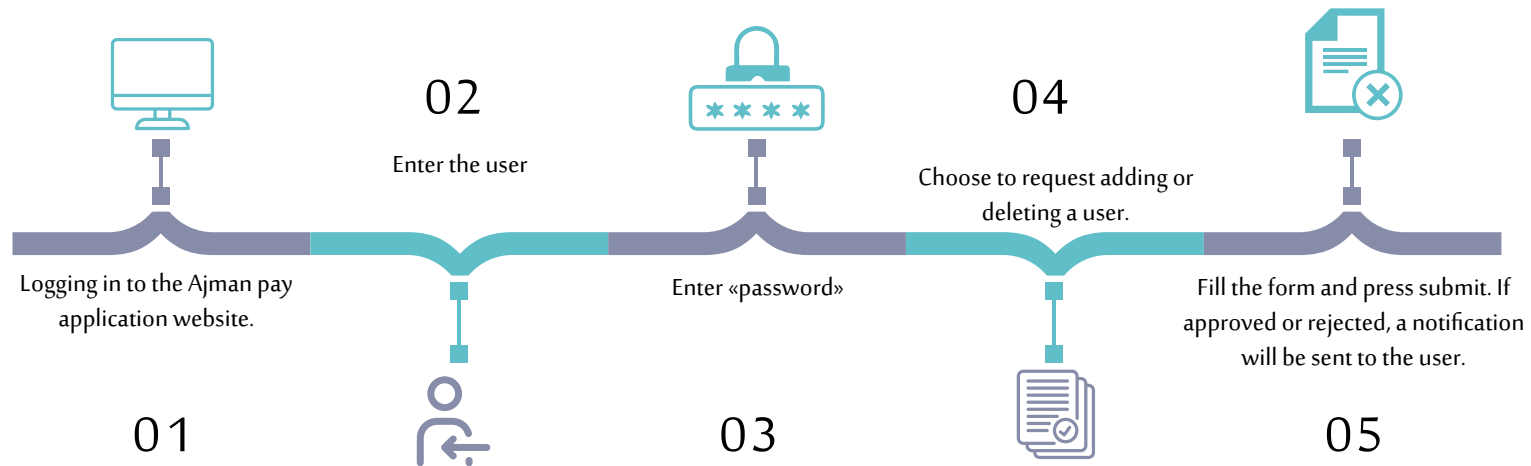 01
Logging in to the Ajman pay
application website.
02
Enter the user
03
Enter «password»
04
Choose to request adding or
deleting a user.
05
Fill the form and press submit. If
approved or rejected, a notification
will be sent to the user.